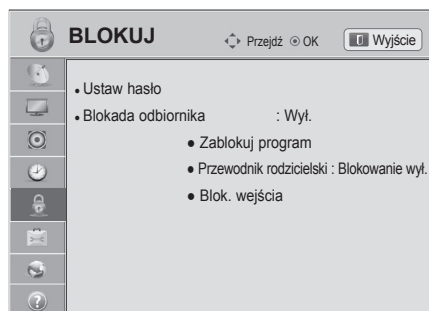 BLOKUJ
Przejdź OK Wyjście
• Ustaw hasło
• Blokada odbiornika : Wył.
• Zablokuj program
• Przewodnik rodzicielski : Blokowanie wył.
• Blok. wejścia
?